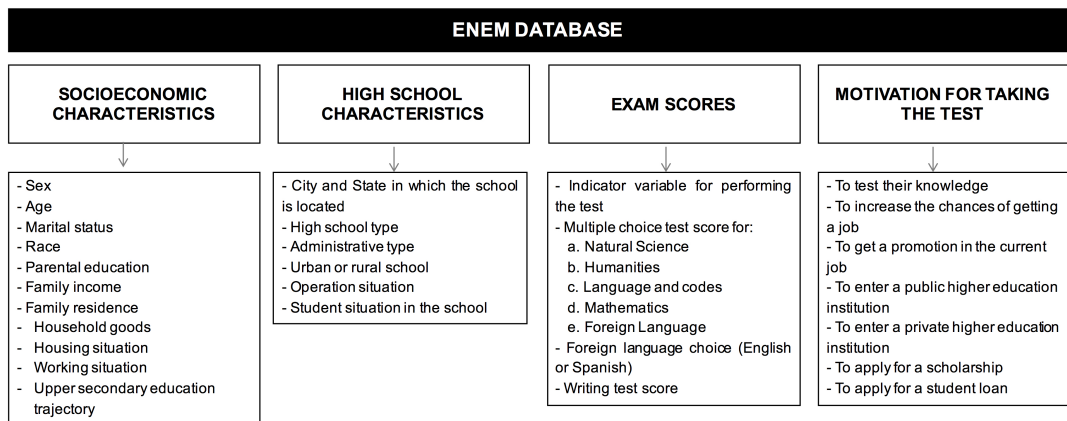 ENEM DATABASE
SOCIOECONOMIC
CHARACTERISTICS
- Sex
- Age
- Marital status
- Race
- Parental education
- Family income
- Family residence
- Household goods
- Housing situation
- Working situation
- Upper secondary education
trajectory
HIGH SCHOOL
CHARACTERISTICS
- City and State in which the school
is located
- High school type
- Administrative type
- Urban or rural school
- Operation situation
- Student situation in the school
EXAM SCORES
- Indicator variable for performing
the test
- Multiple choice test score for:
a. Natural Science
b. Humanities
c. Language and codes
d. Mathematics
e. Foreign Language
- Foreign language choice (English
or Spanish)
- Writing test score
MOTIVATION FOR TAKING
THE TEST
- To test their knowledge
- To increase the chances of getting
a job
- To get a promotion in the current
job
- To enter a public higher education
institution
- To enter a private higher education
institution
- To apply for a scholarship
- To apply for a student loan